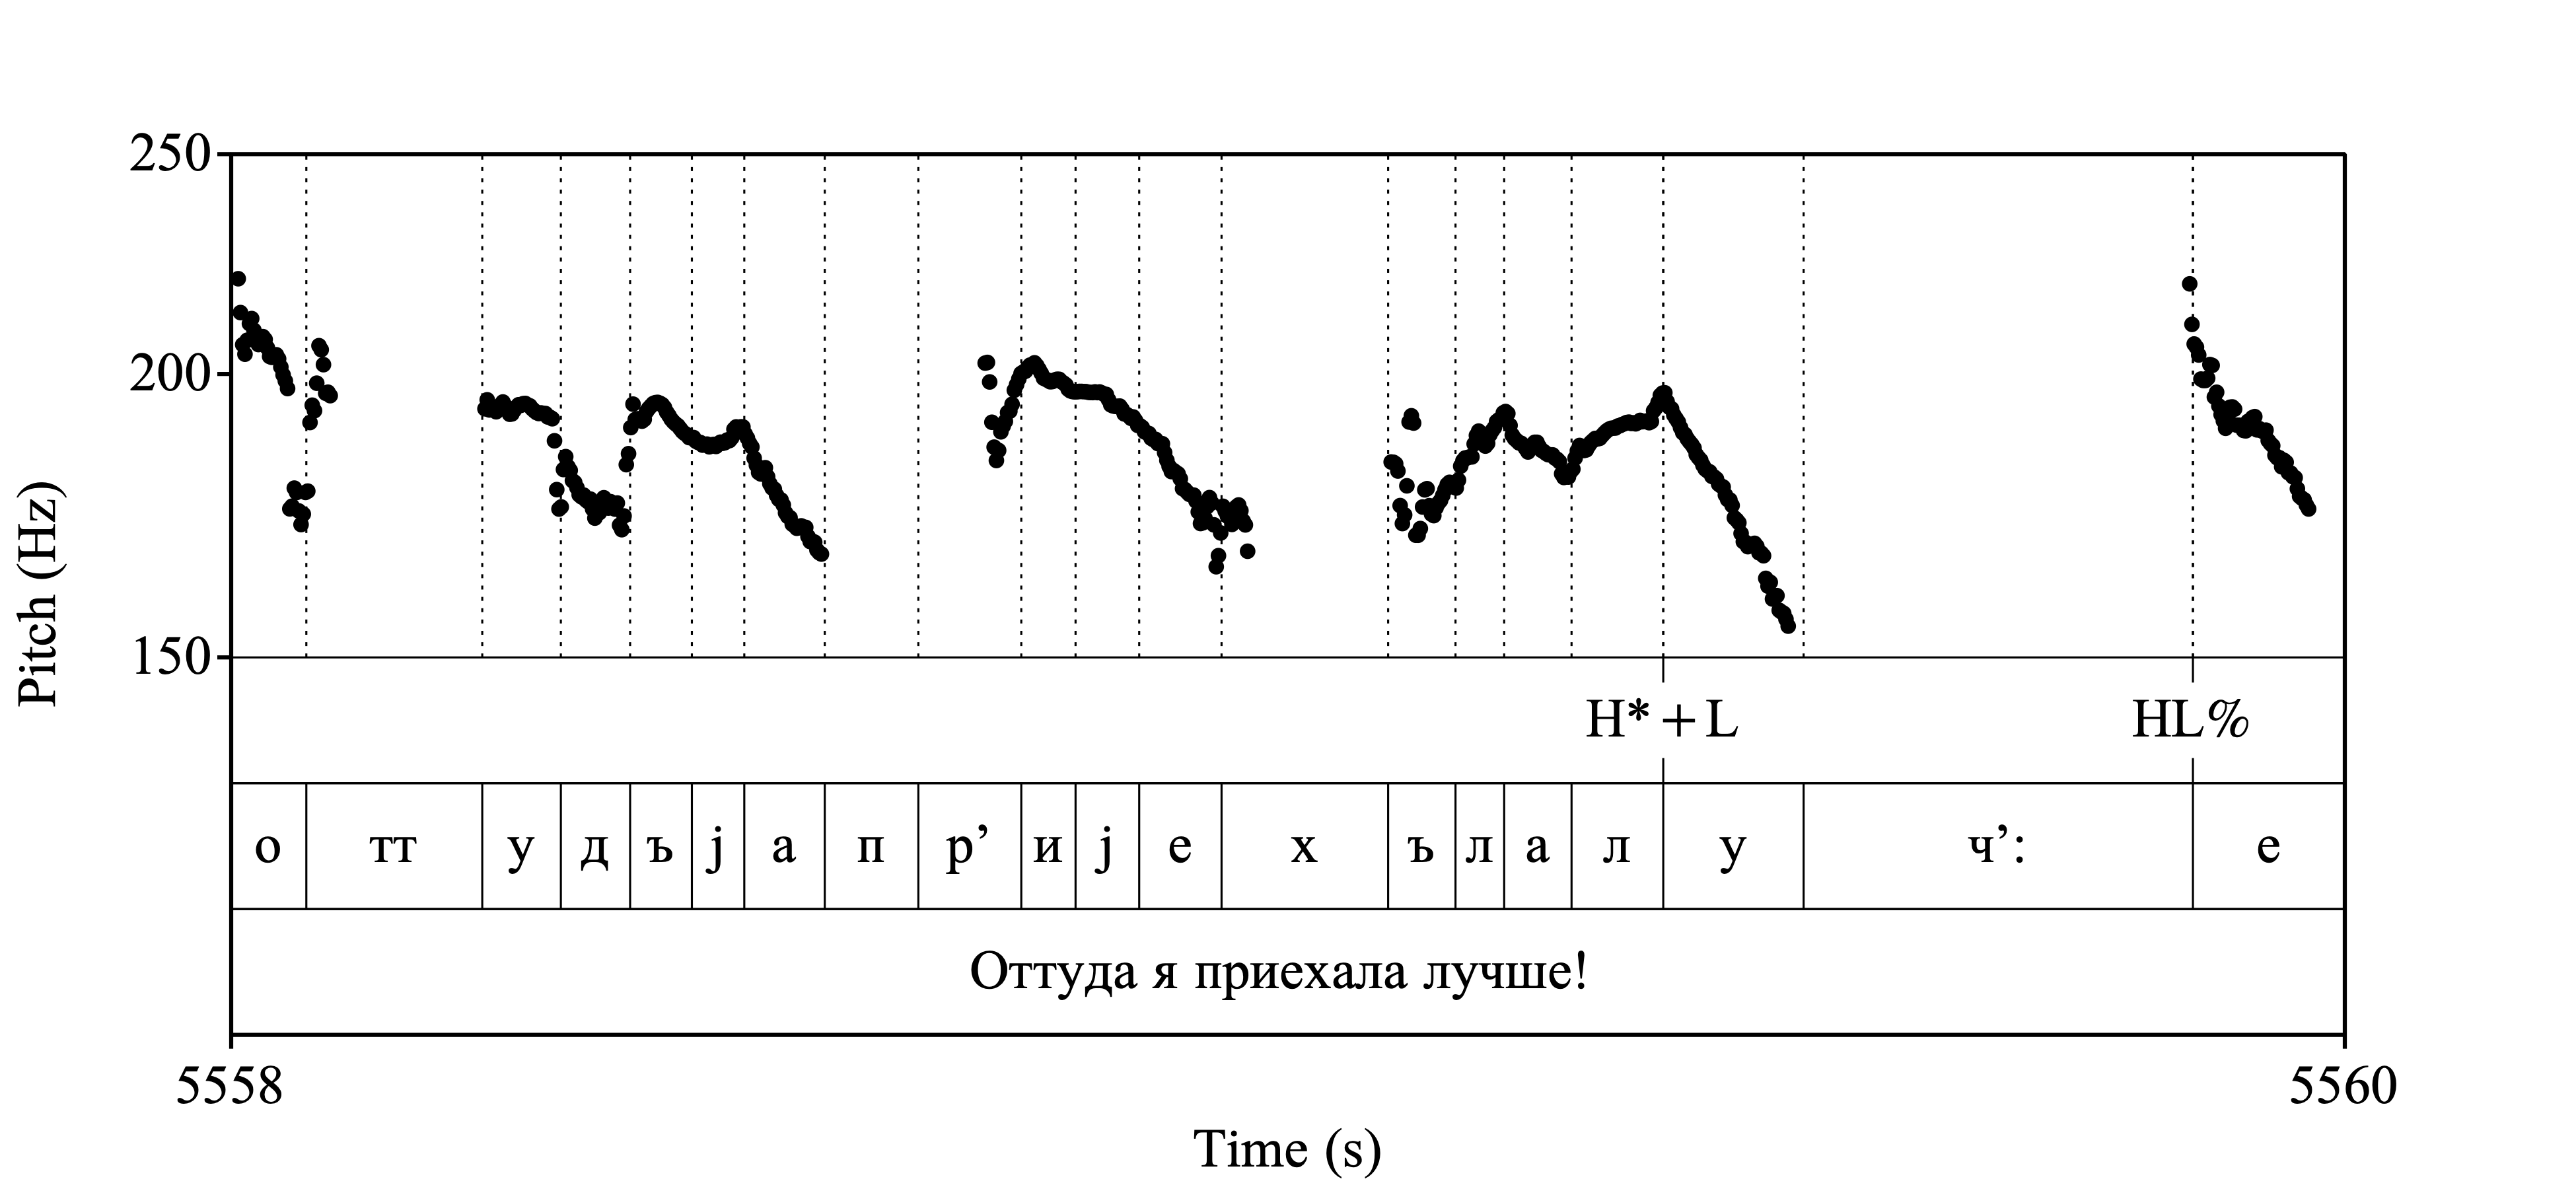 250
200
150
Pitch (Hz)
H*+L HL%
о тт у д ъ j а п р’ и j е х ъ л а л у ч’: е
Оттуда я приехала лучше!
5558 5560
Time (s)